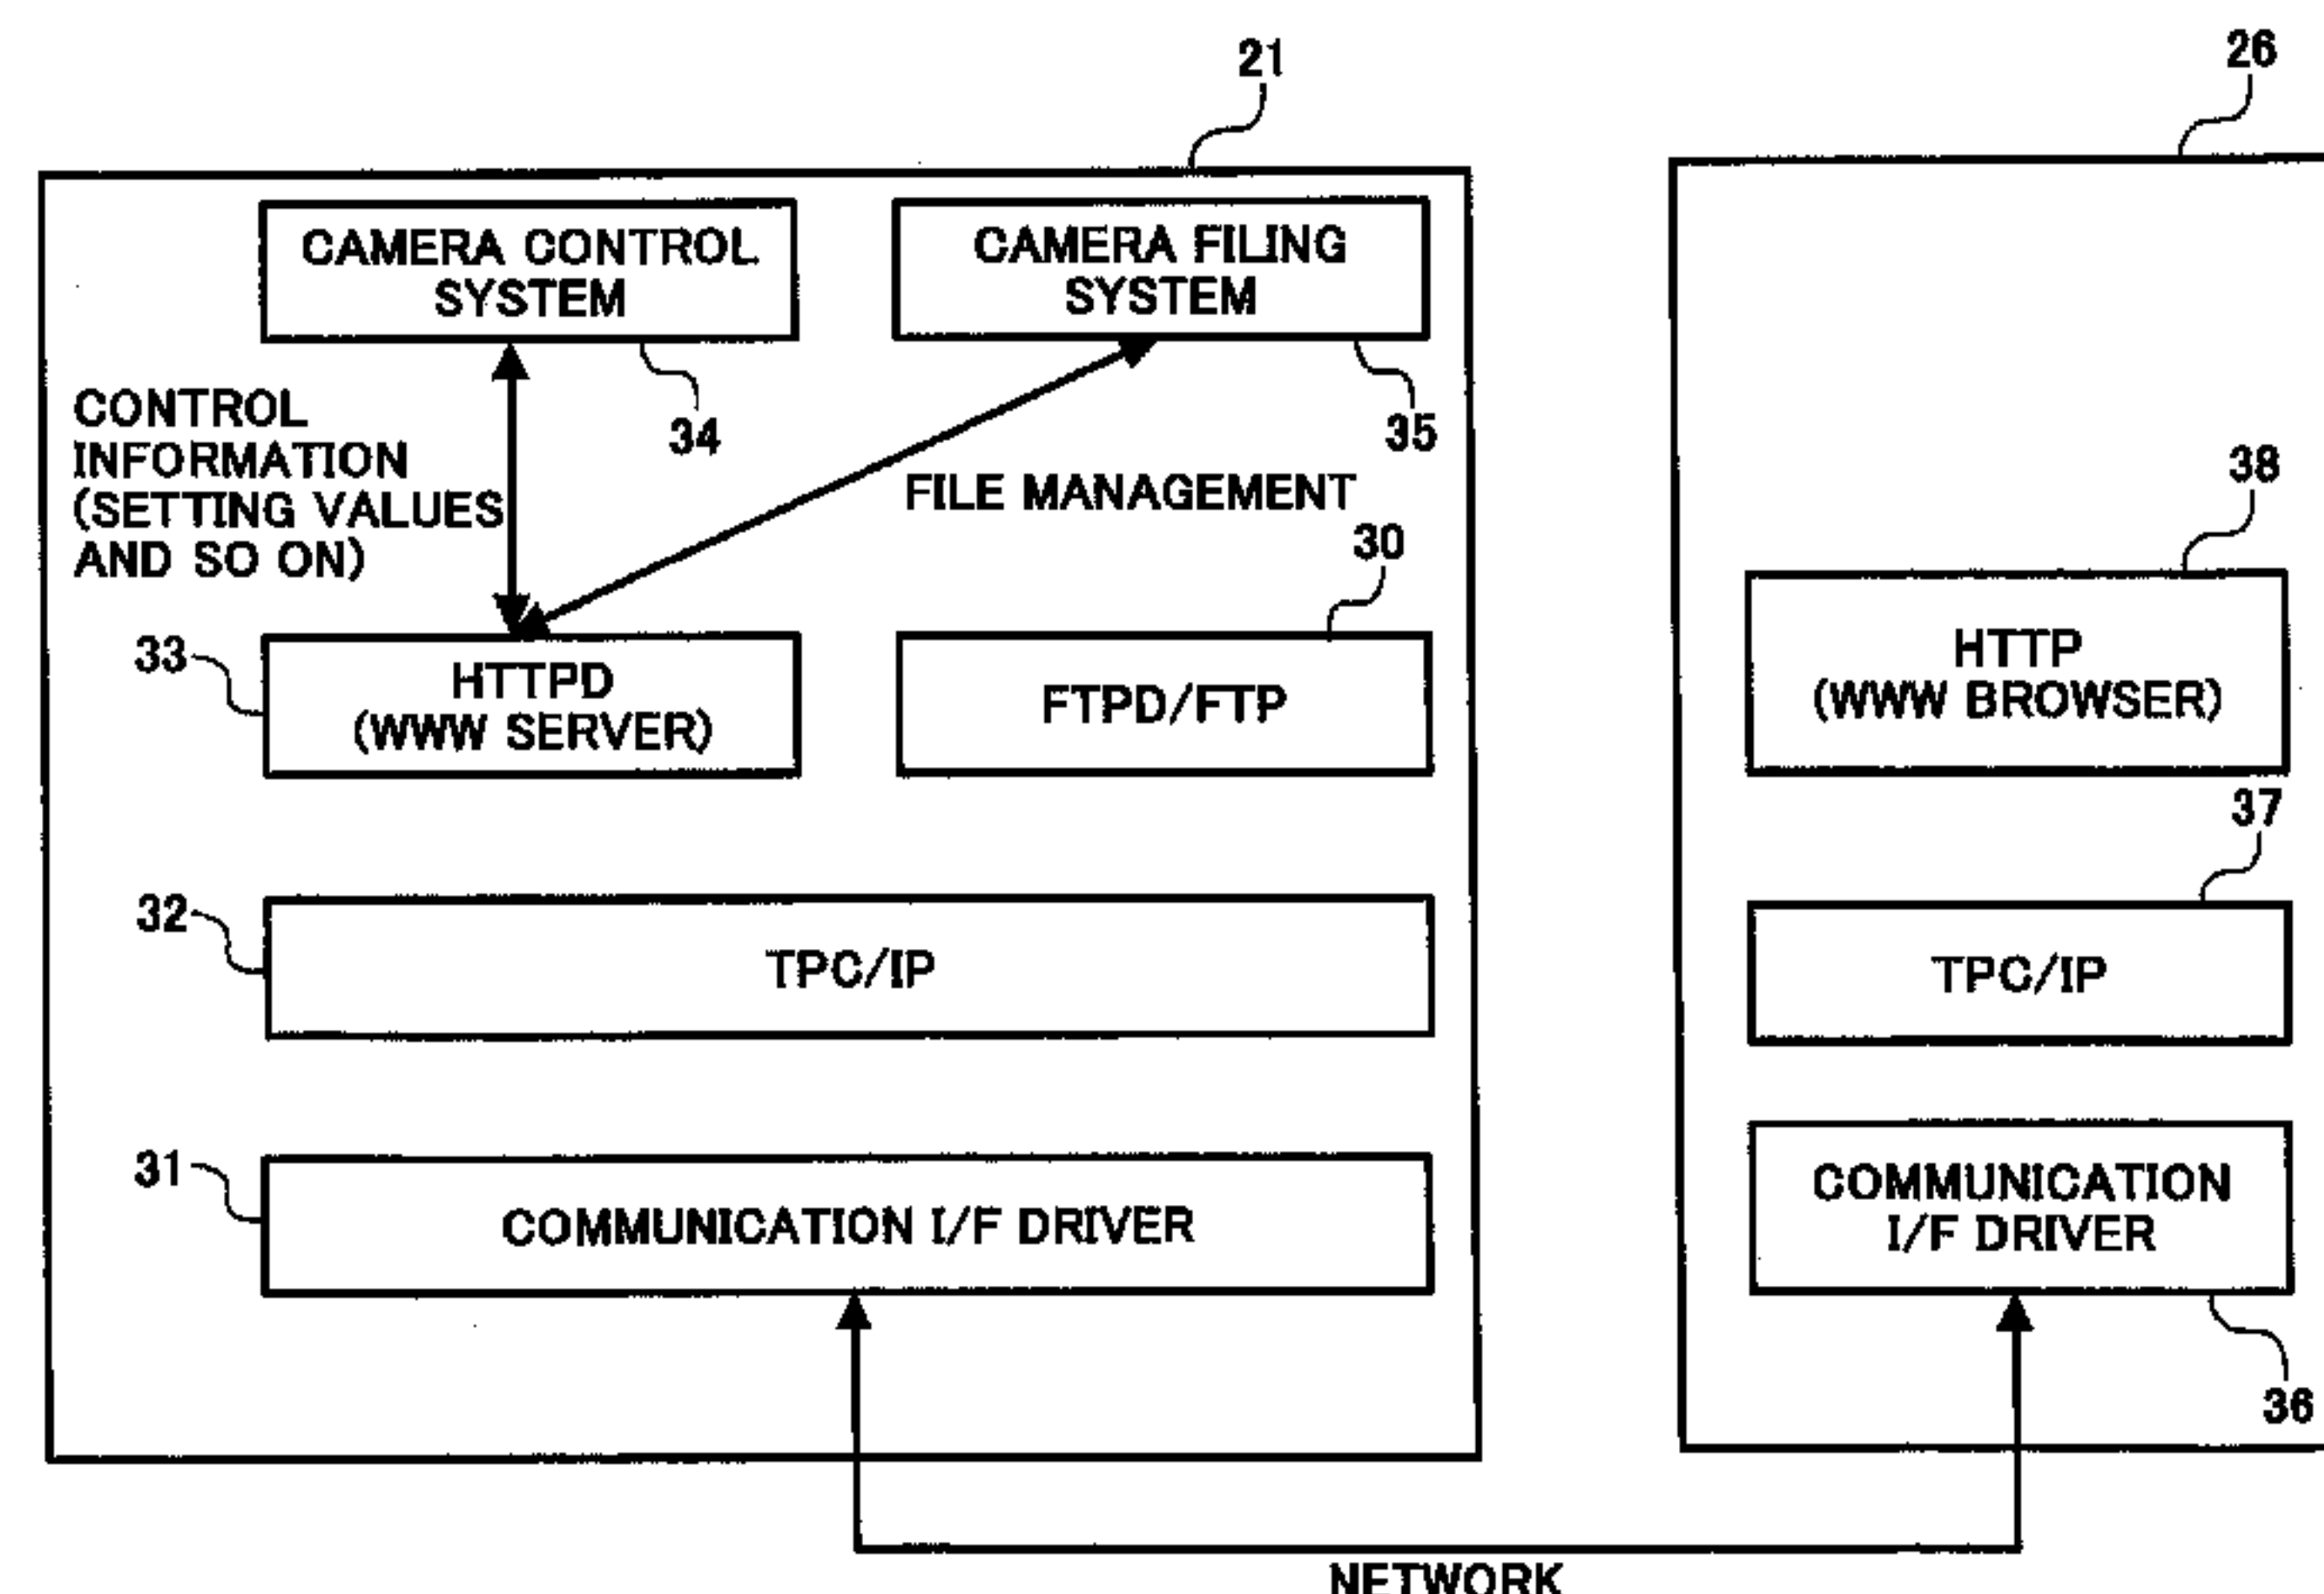 21
26
CAMERA CONTROL
SYSTEM
CAMERA FILING
SYSTEM
34
35
CONTROL
INFORMATION
(SETTING VALUES
AND SO ON)
FILE MANAGEMENT
30
38
33
HTTPD
(WWW SERVER)
FTPD/FTP
HTTP
(WWW BROWSER)
37
32
TPC/IP
TPC/IP
31
COMMUNICATION I/F DRIVER
COMMUNICATION
I/F DRIVER
36
NETWORK